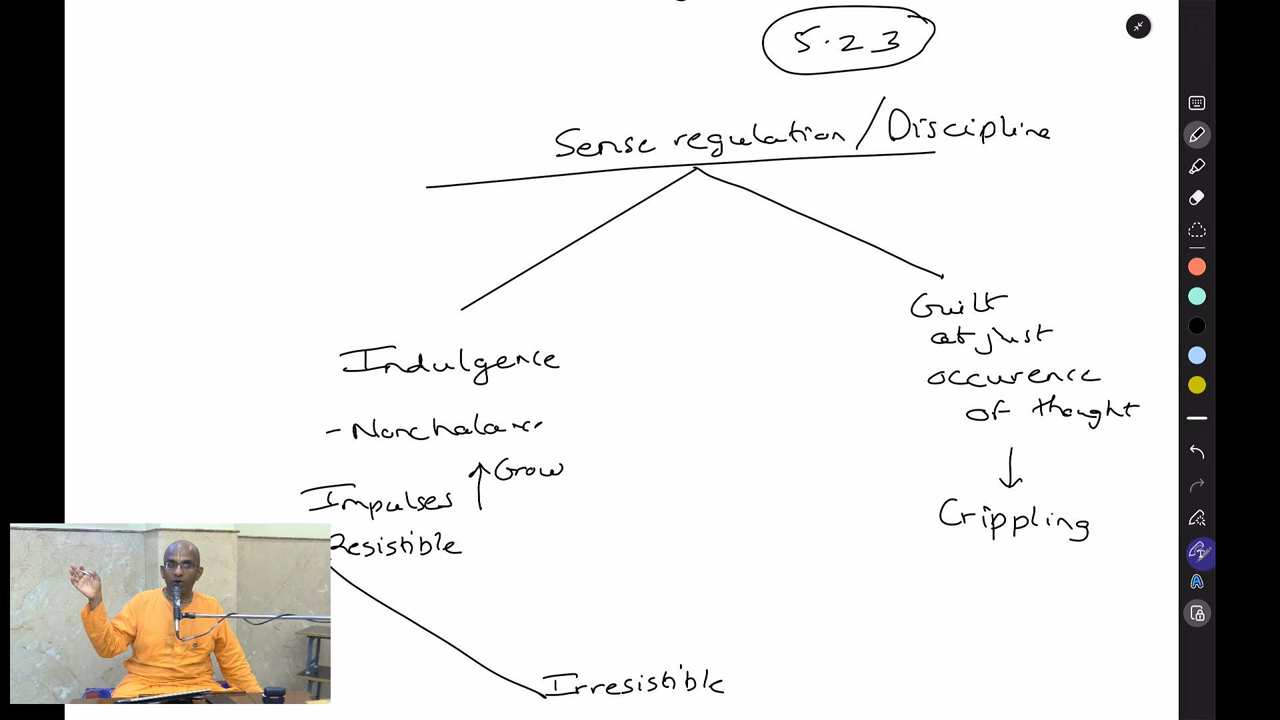 5.23
Sense regulation/Discipline
Indulgence
- Nonchalance
↑ Grow
Impulses
Resistible
Irresistible
Guilt
at just
occurence
of thought
↓
Crippling
A